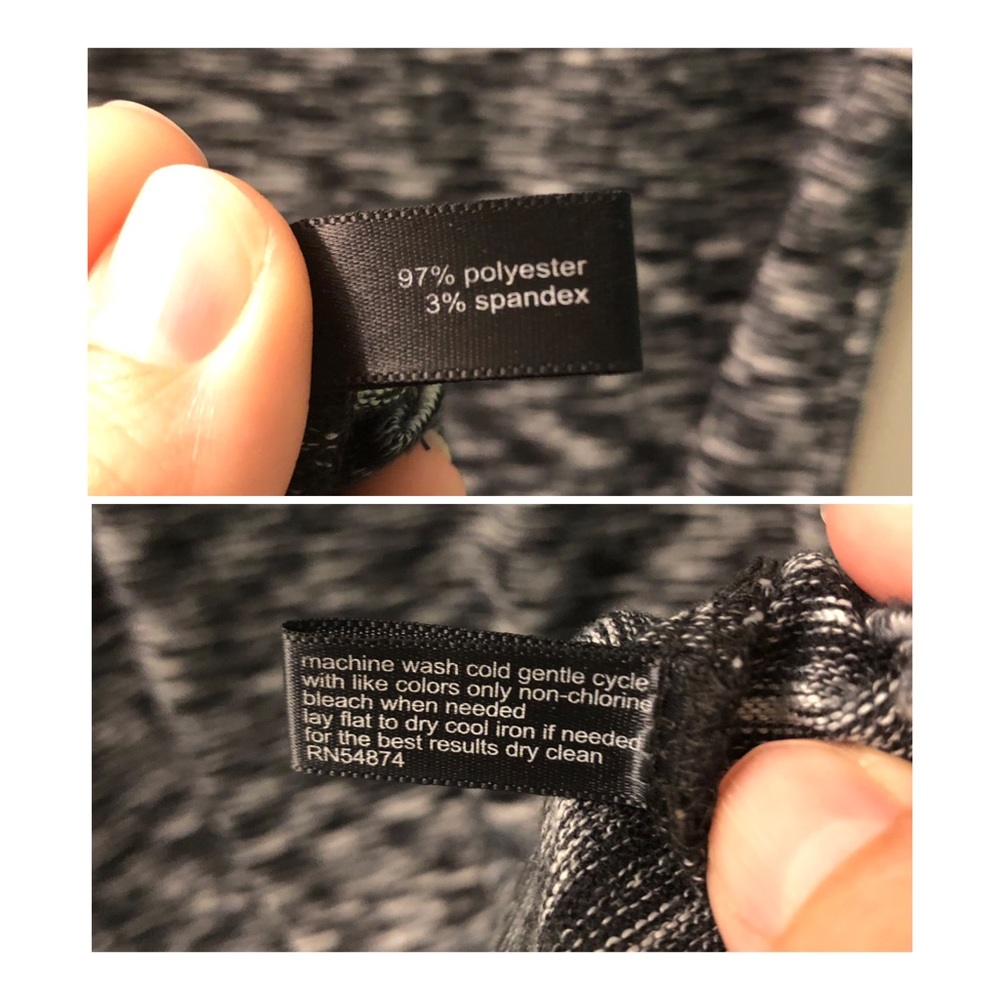 97% polyester
3% spandex
machine wash cold gentle cycle
with like colors only non-chlorine
bleach when needed
lay flat to dry cool iron if needed
for the best results dry clean
RN54874